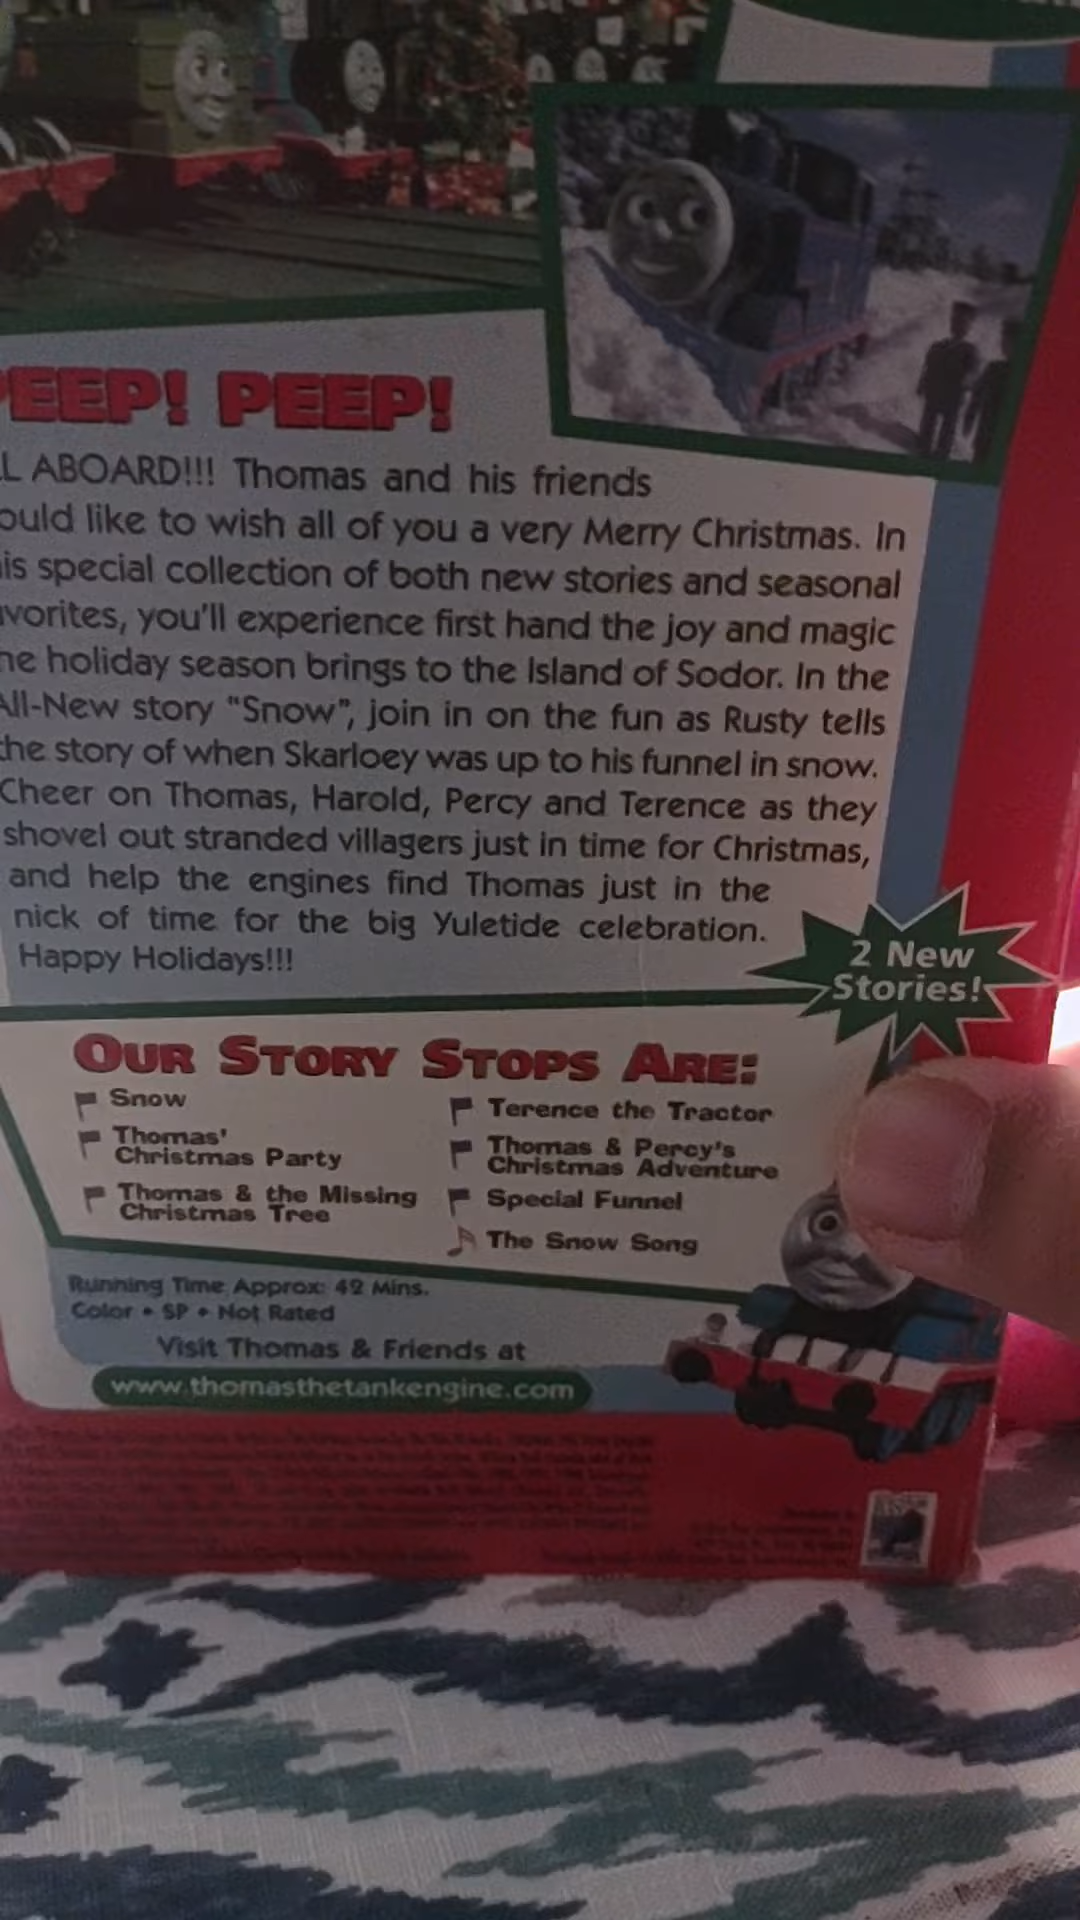 PEEP! PEEP!
ALL ABOARD!!! Thomas and his friends
would like to wish all of you a very Merry Christmas. In
this special collection of both new stories and seasonal
favorites, you'll experience first hand the joy and magic
the holiday season brings to the Island of Sodor. In the
All-New story "Snow", join in on the fun as Rusty tells
the story of when Skarloey was up to his funnel in snow.
Cheer on Thomas, Harold, Percy and Terence as they
shovel out stranded villagers just in time for Christmas,
and help the engines find Thomas just in the
nick of time for the big Yuletide celebration.
Happy Holidays!!!
2 New
Stories!
OUR STORY STOPS ARE:
Snow
Thomas'
Christmas Party
Thomas & the Missing
Christmas Tree
Terence the Tractor
Thomas & Percy's
Christmas Adventure
Special Funnel
The Snow Song
Running Time Approx: 42 Mins.
Color • SP • Not Rated
Visit Thomas & Friends at
www.thomasthetankengine.com